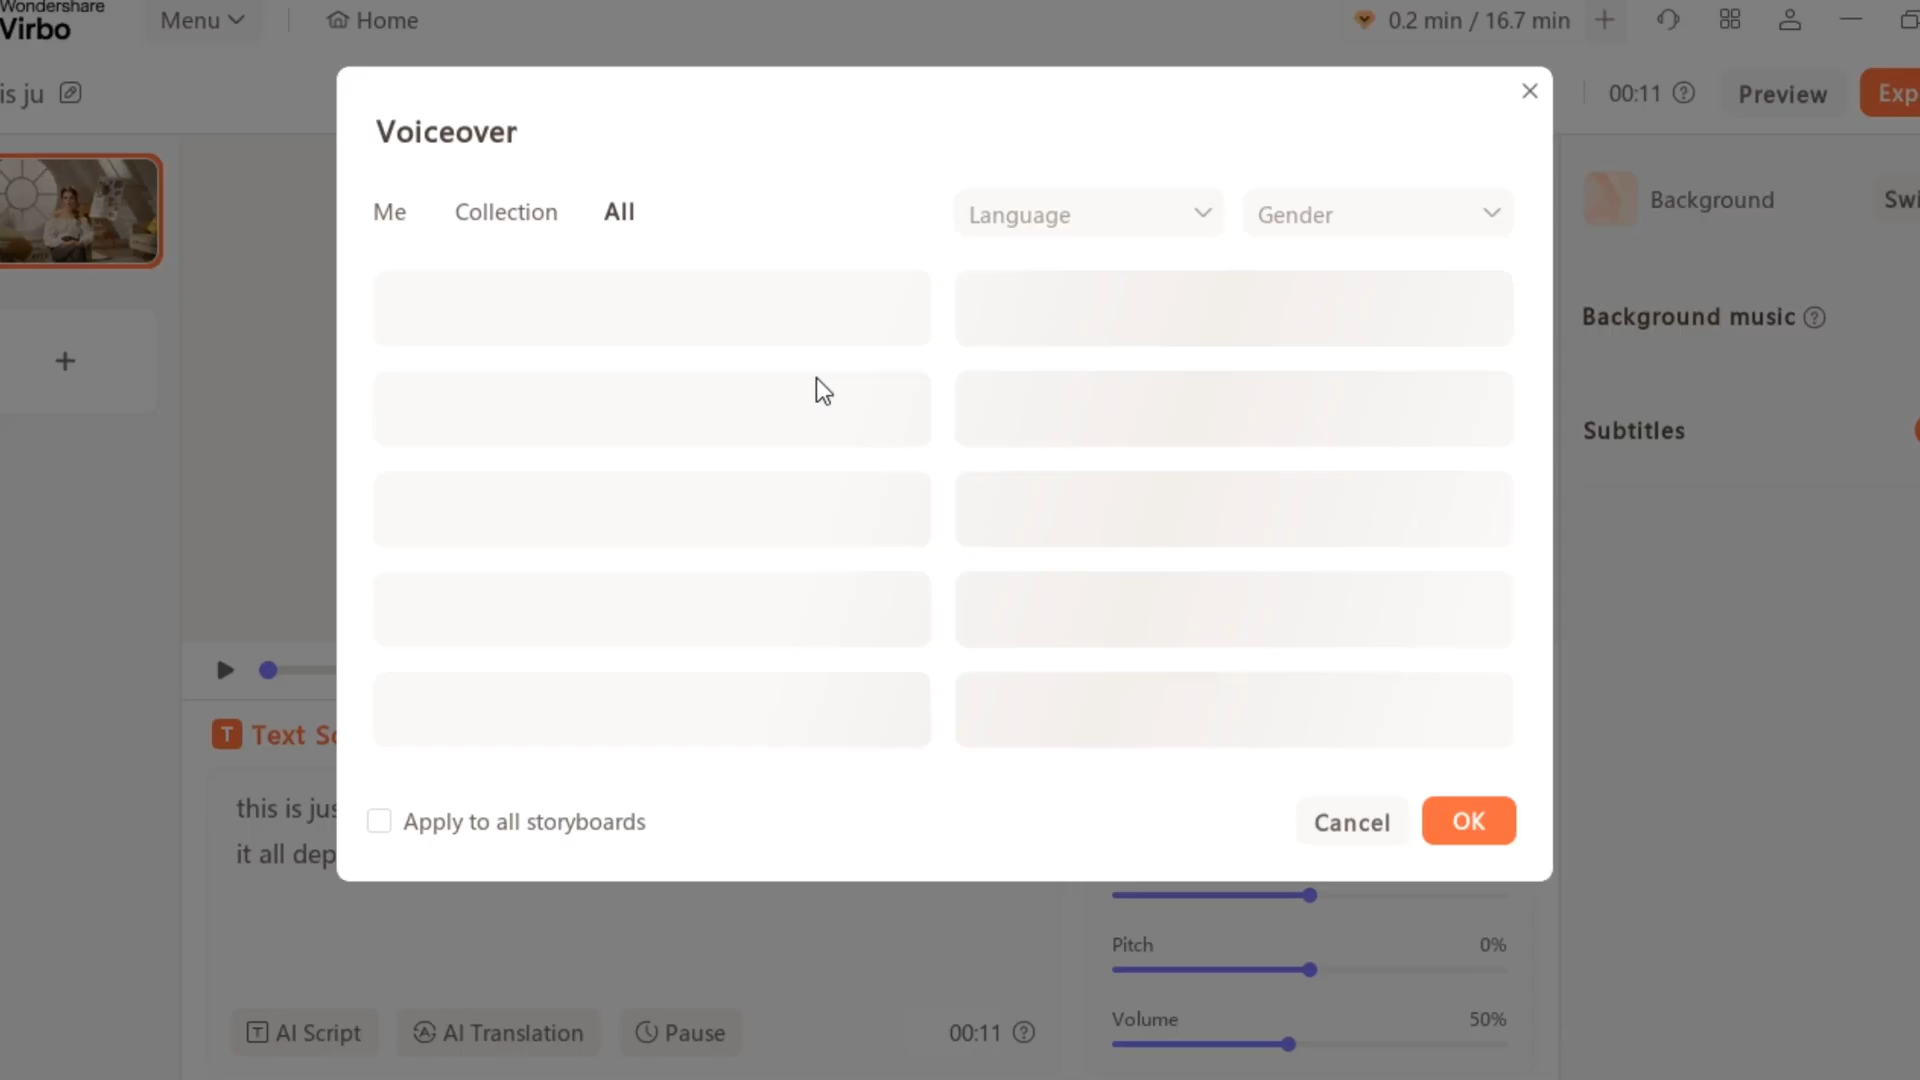 Wondershare
Virbo
Menu
Home
0.2 min / 16.7 min
is ju
00:11
Preview
Exp
Voiceover
Me
Collection
All
Language
Gender
Background
Swi
Background music
Subtitles
Text Sc
this is jus
it all dep
Apply to all storyboards
Cancel
OK
Pitch
0%
Volume
50%
AI Script
AI Translation
Pause
00:11